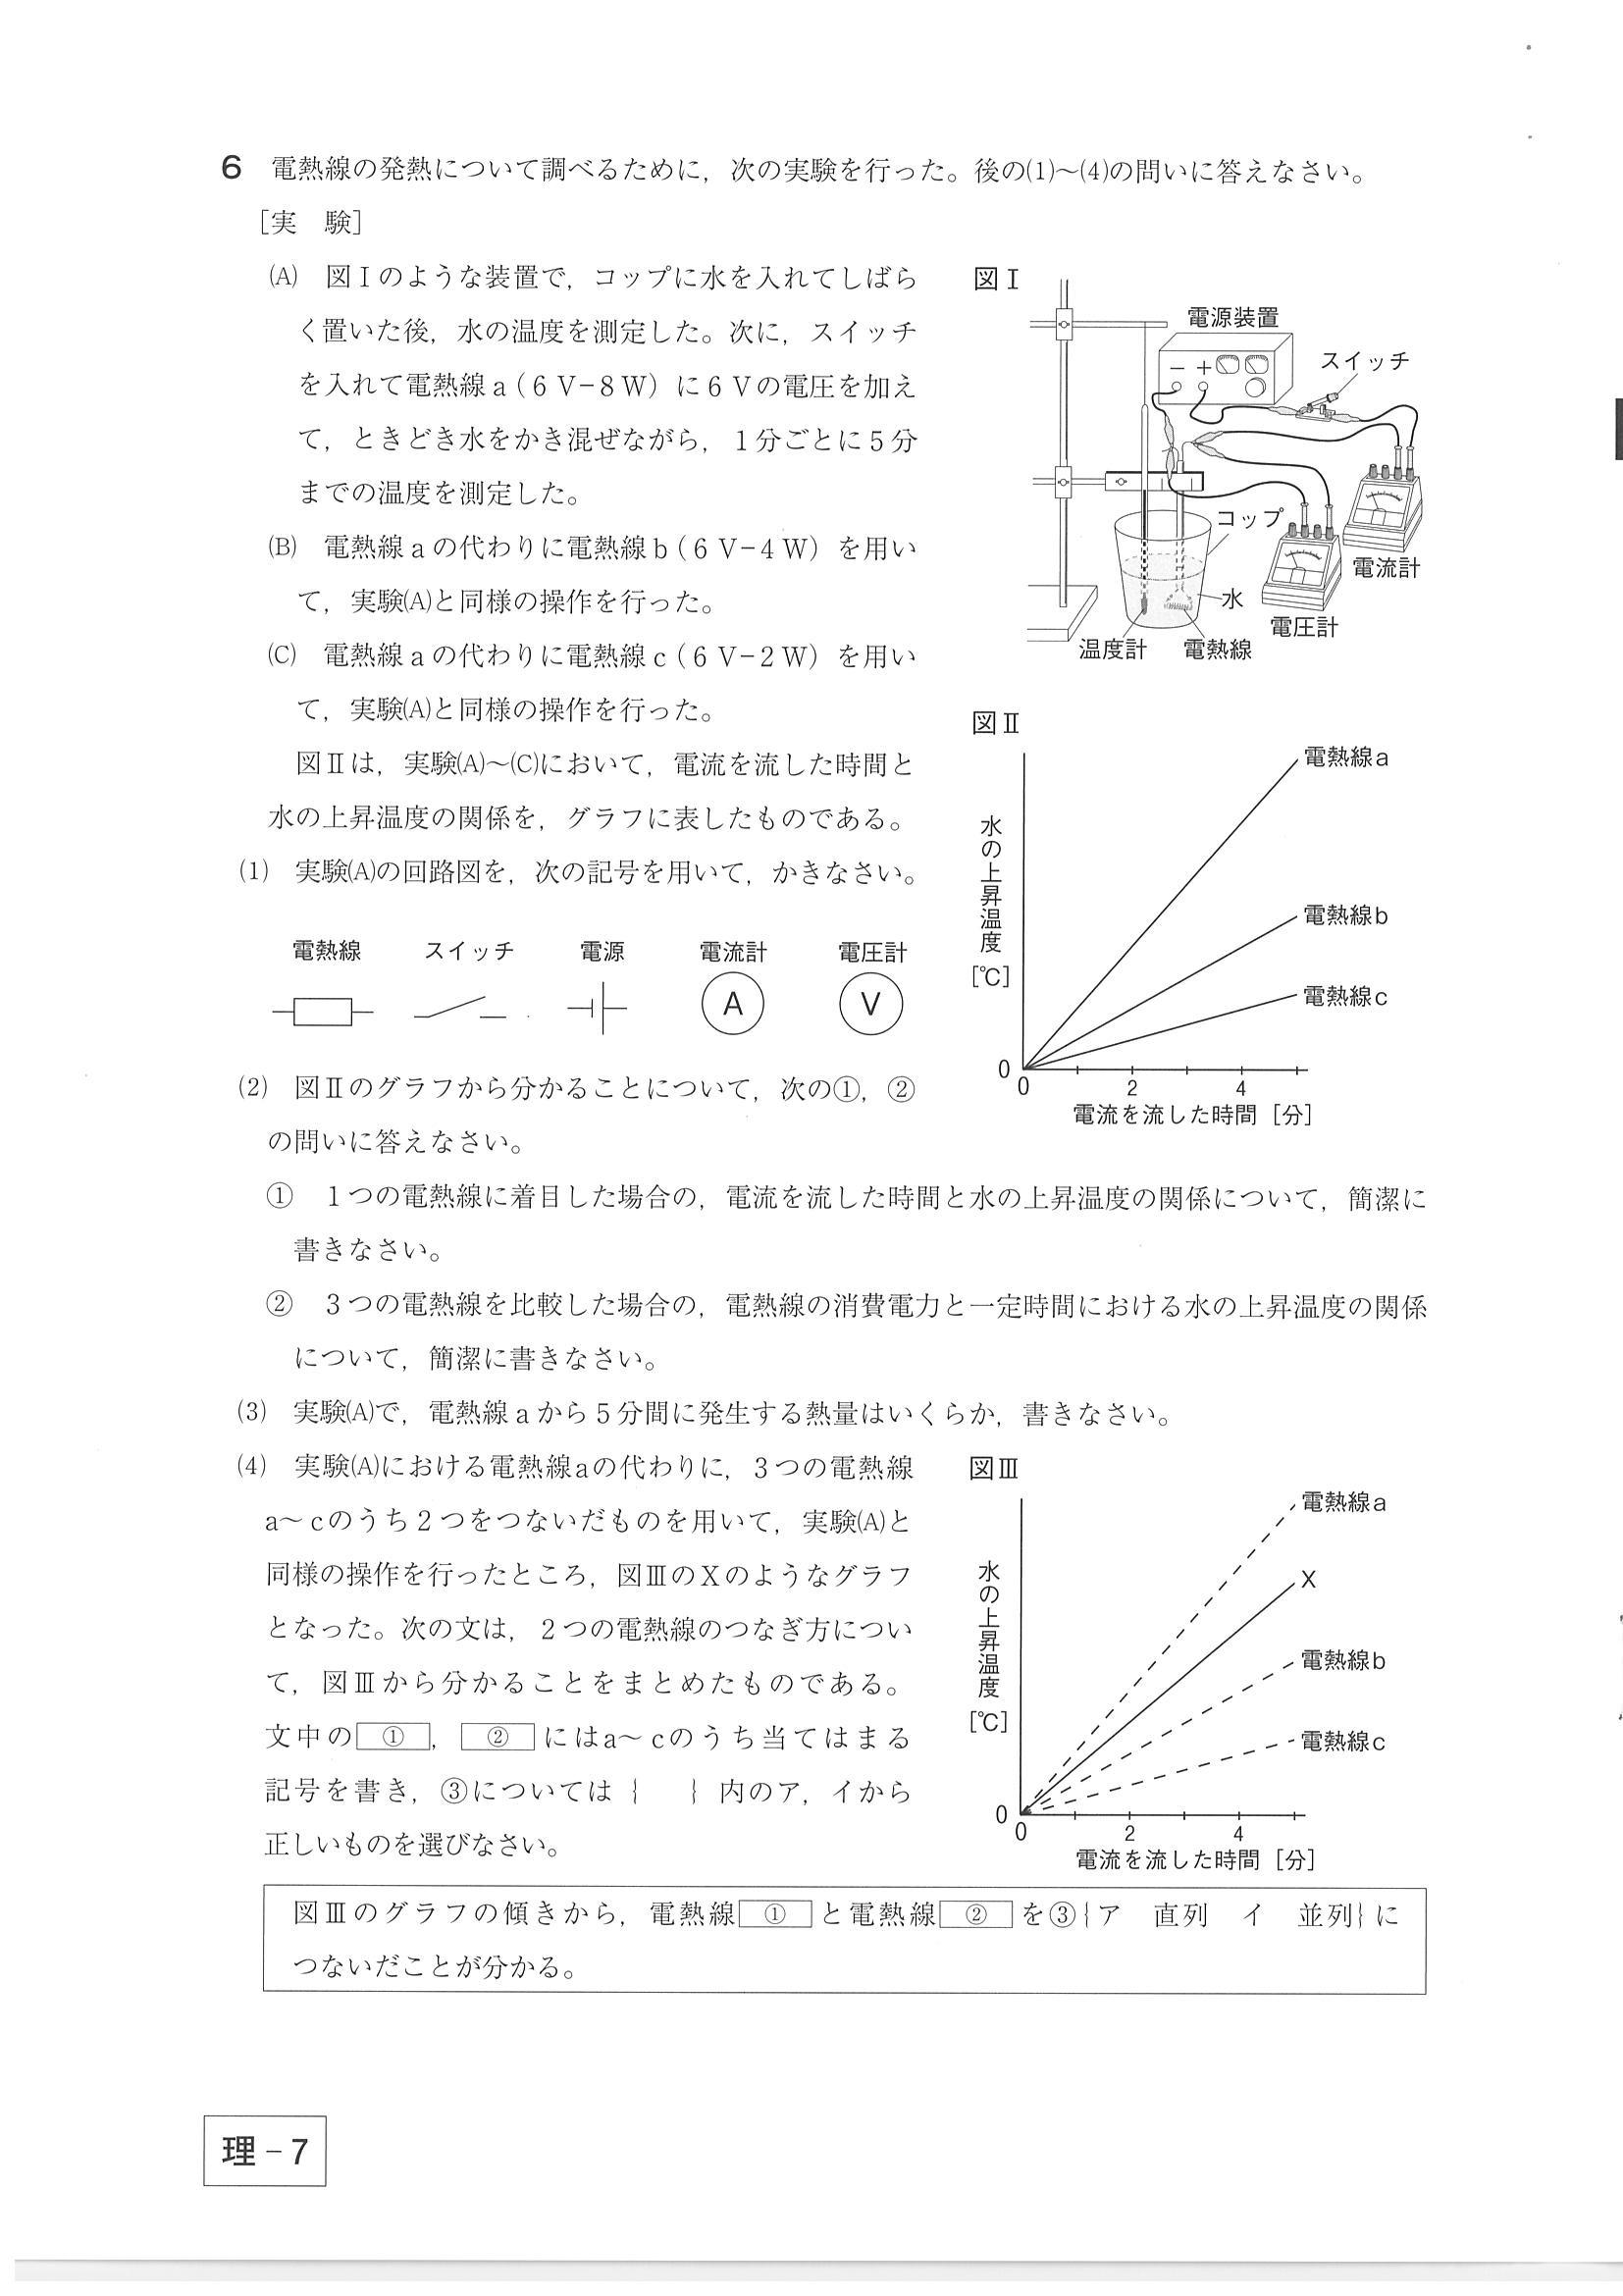 6 電熱線の発熱について調べるために，次の実験を行った。後の⑴～⑷の問いに答えなさい。
［実　験］
(A)　図Ⅰのような装置で，コップに水を入れてしばら
く置いた後，水の温度を測定した。次に，スイッチ
を入れて電熱線ａ（６Ｖ−８Ｗ）に６Ｖの電圧を加え
て，ときどき水をかき混ぜながら，１分ごとに５分
までの温度を測定した。
(B)　電熱線ａの代わりに電熱線ｂ（６Ｖ−４Ｗ）を用い
て，実験(A)と同様の操作を行った。
(C)　電熱線ａの代わりに電熱線ｃ（６Ｖ−２Ｗ）を用い
て，実験(A)と同様の操作を行った。
図Ⅱは，実験(A)～(C)において，電流を流した時間と
水の上昇温度の関係を，グラフに表したものである。
図Ⅰ
電源装置
− +
スイッチ
コップ
電流計
水
電圧計
温度計
電熱線
図Ⅱ
電熱線a
電熱線b
電熱線c
水の上昇温度
[℃]
0
0
2
4
電流を流した時間［分］
⑴　実験(A)の回路図を，次の記号を用いて，かきなさい。
電熱線　スイッチ　電源　電流計　電圧計
A　V
⑵　図Ⅱのグラフから分かることについて，次の①，②
の問いに答えなさい。
①　１つの電熱線に着目した場合の，電流を流した時間と水の上昇温度の関係について，簡潔に
書きなさい。
②　３つの電熱線を比較した場合の，電熱線の消費電力と一定時間における水の上昇温度の関係
について，簡潔に書きなさい。
⑶　実験(A)で，電熱線ａから５分間に発生する熱量はいくらか，書きなさい。
⑷　実験(A)における電熱線aの代わりに，３つの電熱線
a～ｃのうち２つをつないだものを用いて，実験(A)と
同様の操作を行ったところ，図ⅢのＸのようなグラフ
となった。次の文は，２つの電熱線のつなぎ方につい
て，図Ⅲから分かることをまとめたものである。
文中の ① ， ② にはa～ｃのうち当てはまる
記号を書き，③については｛　｝内のア，イから
正しいものを選びなさい。
図Ⅲ
電熱線a
X
電熱線b
電熱線c
水の上昇温度
[℃]
0
0
2
4
電流を流した時間［分］
図Ⅲのグラフの傾きから，電熱線 ① と電熱線 ② を③｛ア　直列　イ　並列｝に
つないだことが分かる。
理－7